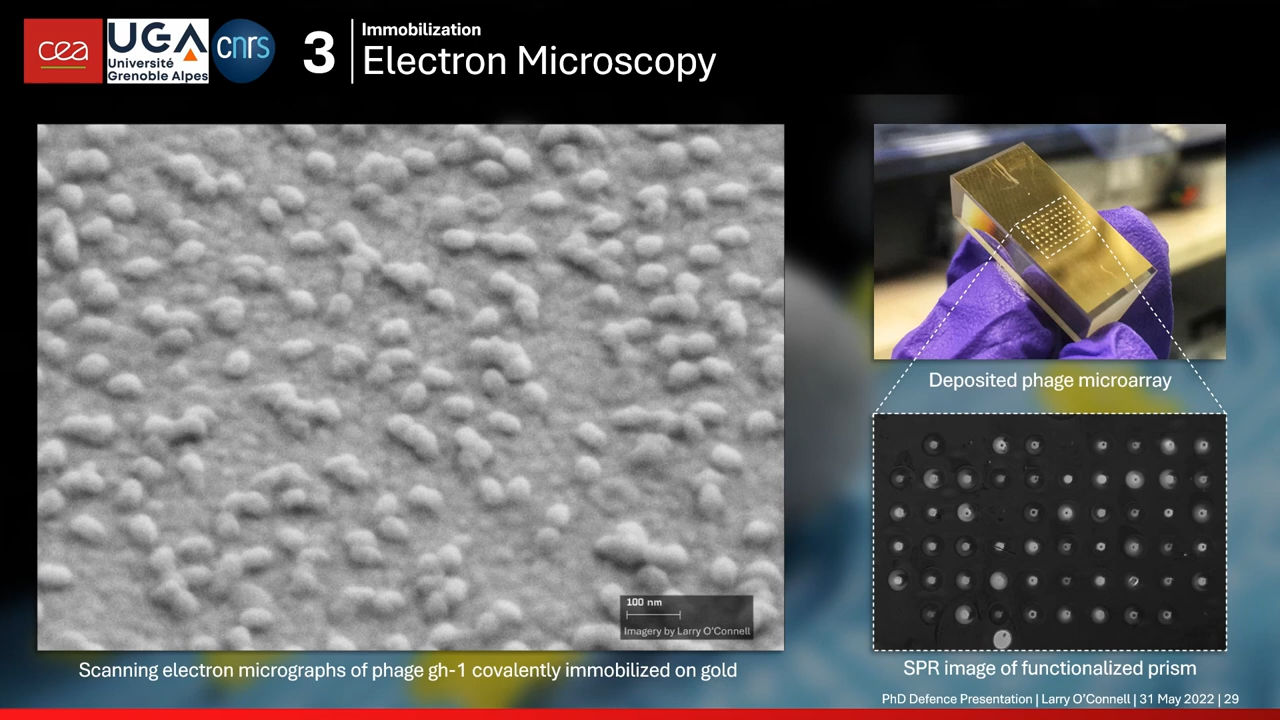 cea
UGA
Université
Grenoble Alpes
cnrs
3
Immobilization
Electron Microscopy
100 nm
Imagery by Larry O'Connell
Scanning electron micrographs of phage gh-1 covalently immobilized on gold
Deposited phage microarray
SPR image of functionalized prism
PhD Defence Presentation | Larry O'Connell | 31 May 2022 | 29